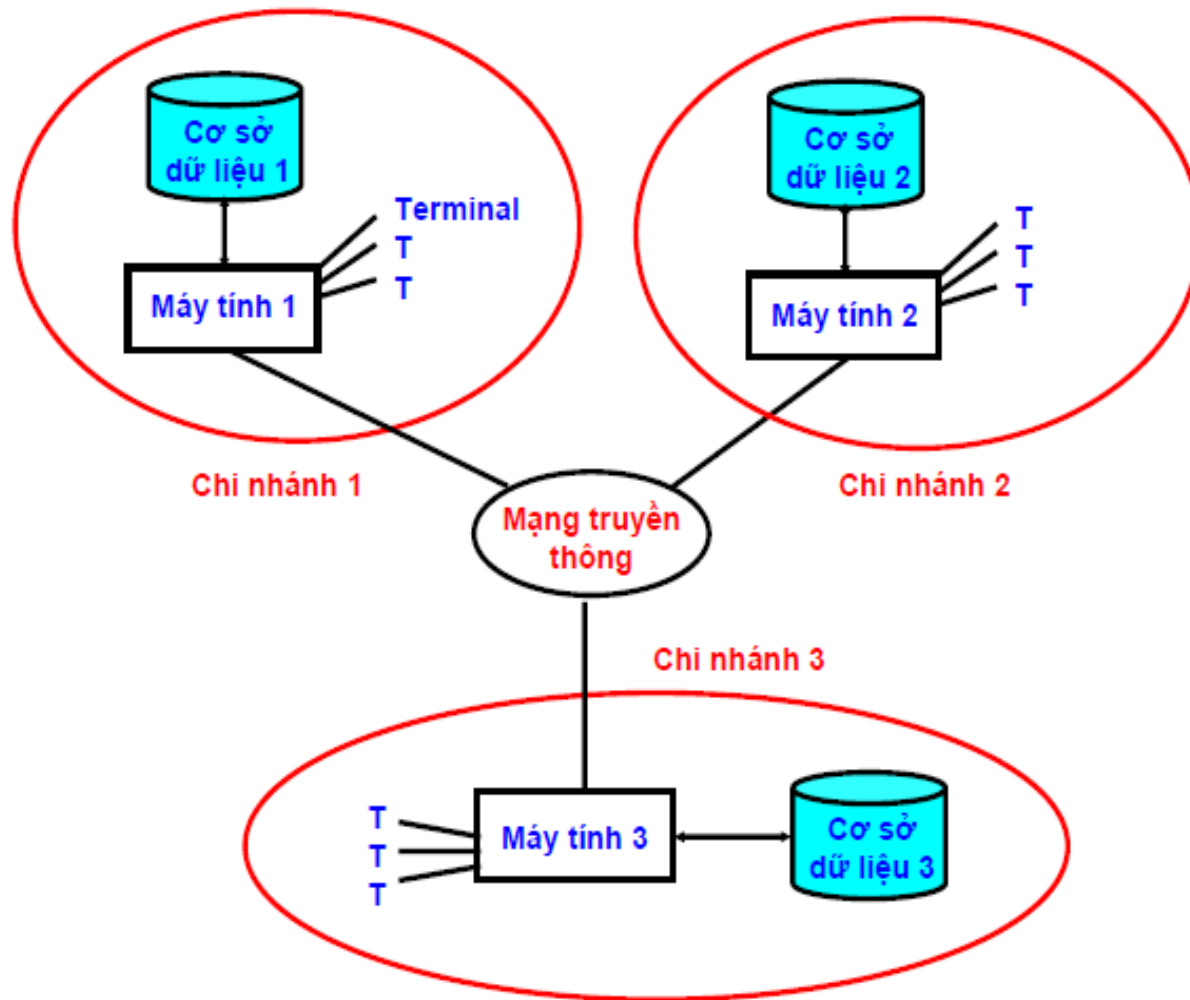 Cơ sở
dữ liệu 1
Terminal
T
T
Máy tính 1
Chi nhánh 1
Cơ sở
dữ liệu 2
T
T
T
Máy tính 2
Chi nhánh 2
Mạng truyền
thông
Chi nhánh 3
T
T
T
Máy tính 3
Cơ sở
dữ liệu 3